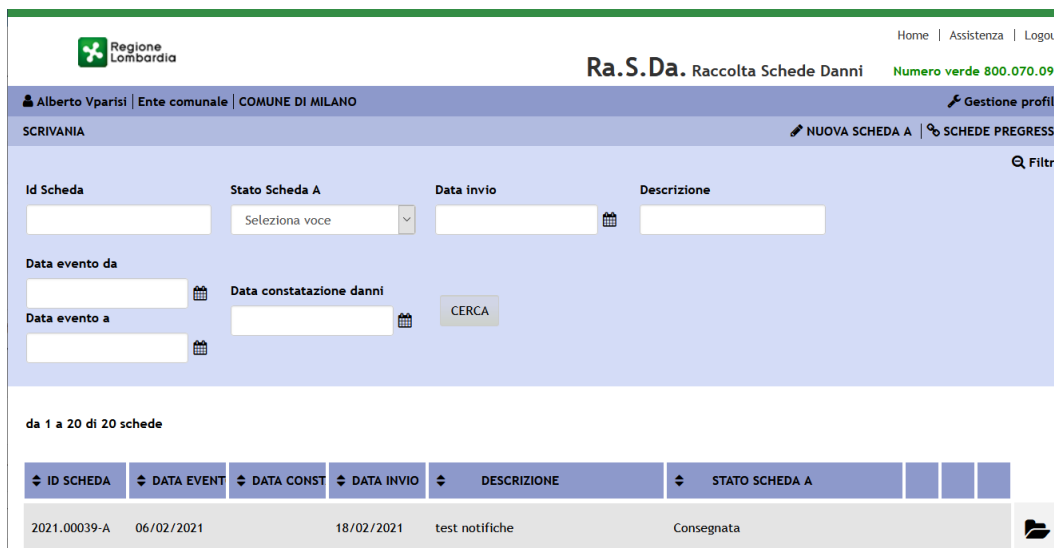 Home | Assistenza | Logou
Regione
Lombardia
Ra.S.Da. Raccolta Schede Danni
Numero verde 800.070.09
Alberto Vparisi | Ente comunale | COMUNE DI MILANO
Gestione profil
SCRIVANIA
NUOVA SCHEDA A | SCHEDE PREGRESS
Filtr
Id Scheda
Stato Scheda A
Data invio
Descrizione
Seleziona voce
Data evento da
Data constatazione danni
CERCA
Data evento a
da 1 a 20 di 20 schede
ID SCHEDA DATA EVENT DATA CONST DATA INVIO DESCRIZIONE STATO SCHEDA A
2021.00039-A 06/02/2021 18/02/2021 test notifiche Consegnata